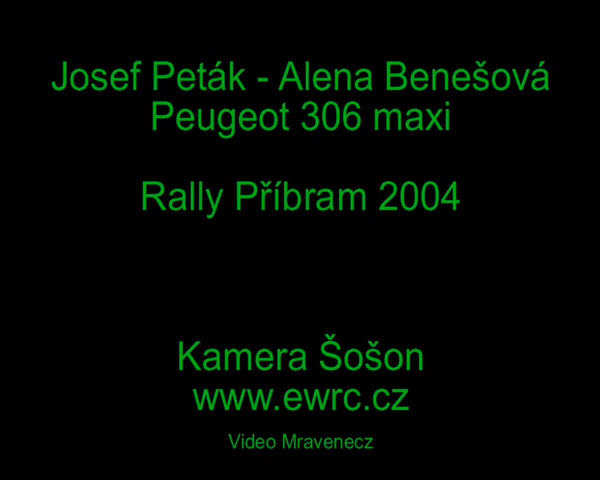 Josef Peták - Alena Benešová
Peugeot 306 maxi
Rally Příbram 2004
Kamera Šošon
www.ewrc.cz
Video Mravenecz